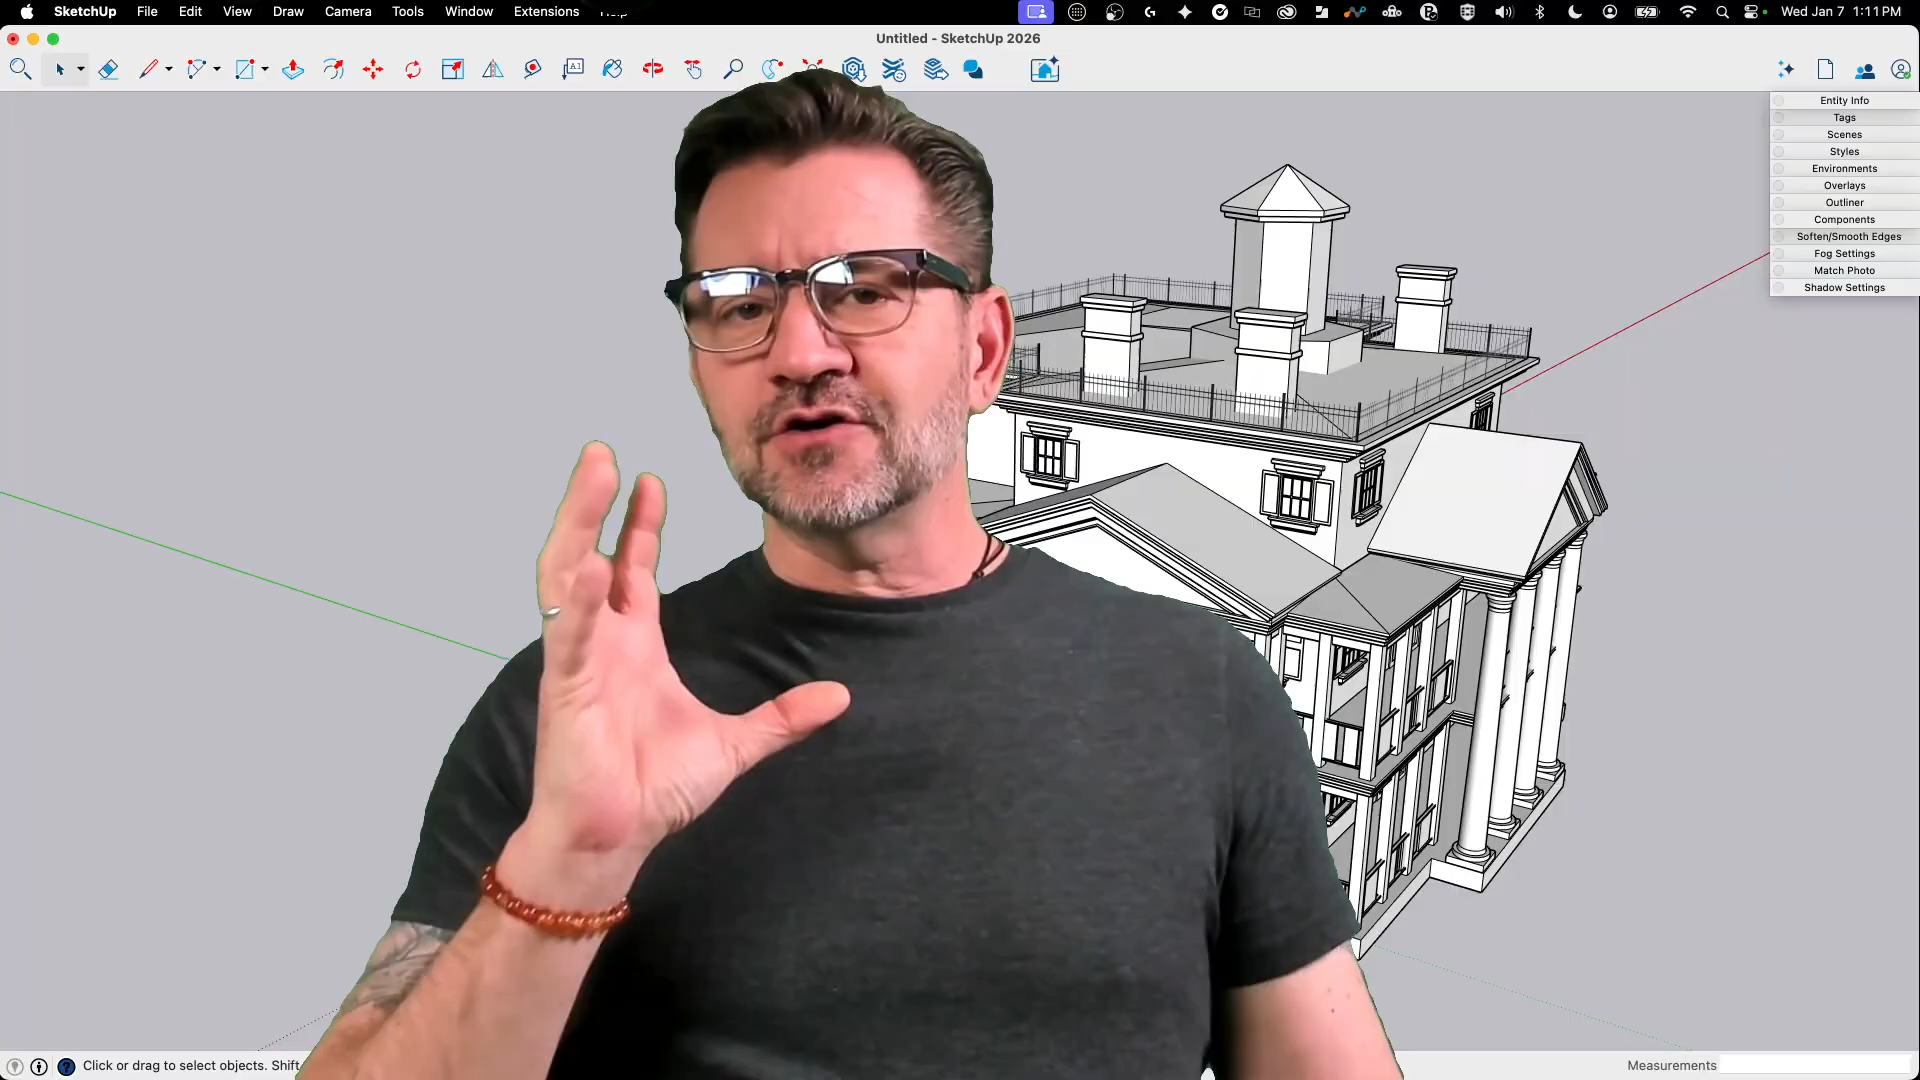 SketchUp File Edit View Draw Camera Tools Window Extensions Help Wed Jan 7 1:11 PM
Untitled - SketchUp 2026
A1
Entity Info
Tags
Scenes
Styles
Environments
Overlays
Outliner
Components
Soften/Smooth Edges
Fog Settings
Match Photo
Shadow Settings
Click or drag to select objects. Shift
Measurements